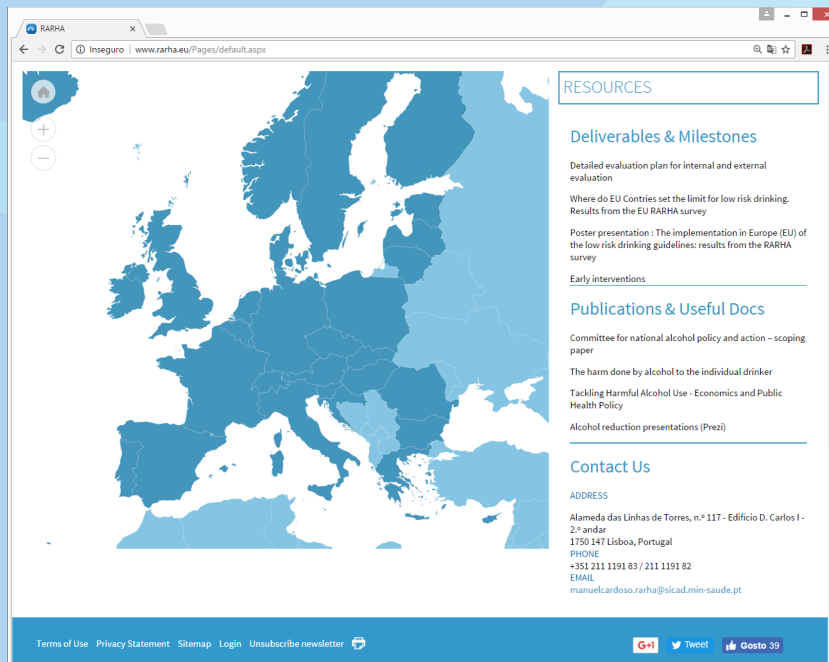 RARHA
Inseguro | www.rarha.eu/Pages/default.aspx
RESOURCES
Deliverables & Milestones
Detailed evaluation plan for internal and external
evaluation
Where do EU Contries set the limit for low risk drinking.
Results from the EU RARHA survey
Poster presentation : The implementation in Europe (EU) of
the low risk drinking guidelines: results from the RARHA
survey
Early interventions
Publications & Useful Docs
Committee for national alcohol policy and action – scoping
paper
The harm done by alcohol to the individual drinker
Tackling Harmful Alcohol Use - Economics and Public
Health Policy
Alcohol reduction presentations (Prezi)
Contact Us
ADDRESS
Alameda das Linhas de Torres, n.º 117 - Edificio D. Carlos I -
2.º andar
1750 147 Lisboa, Portugal
PHONE
+351 211 1191 83 / 211 1191 82
EMAIL
manuelcardoso.rarha@sicad.min-saude.pt
Terms of Use Privacy Statement Sitemap Login Unsubscribe newsletter
G+1 Tweet Gosto 39